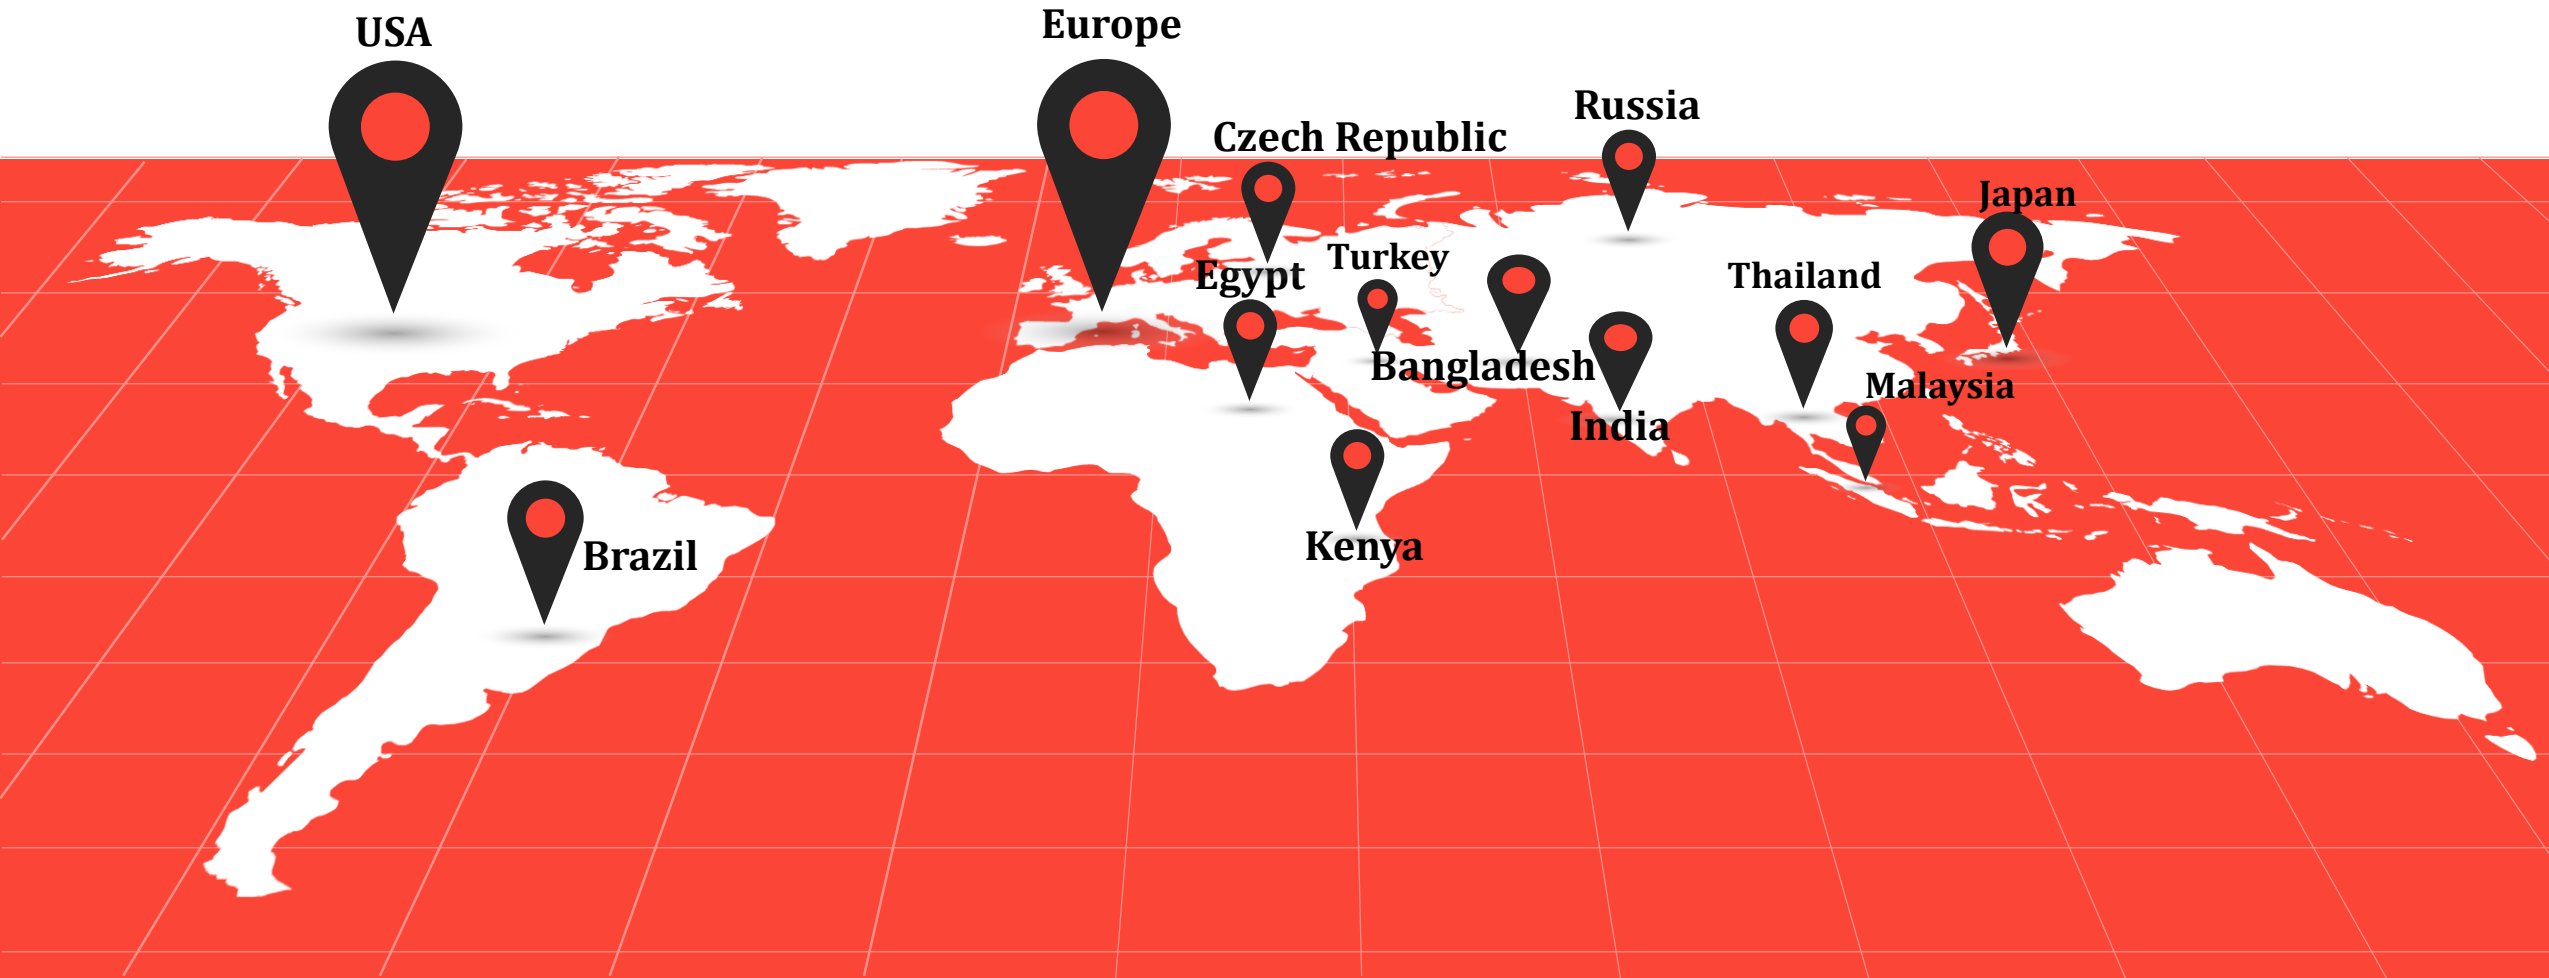 USA
Europe
Russia
Czech Republic
Japan
Turkey
Egypt
Thailand
Bangladesh
Malaysia
India
Kenya
Brazil